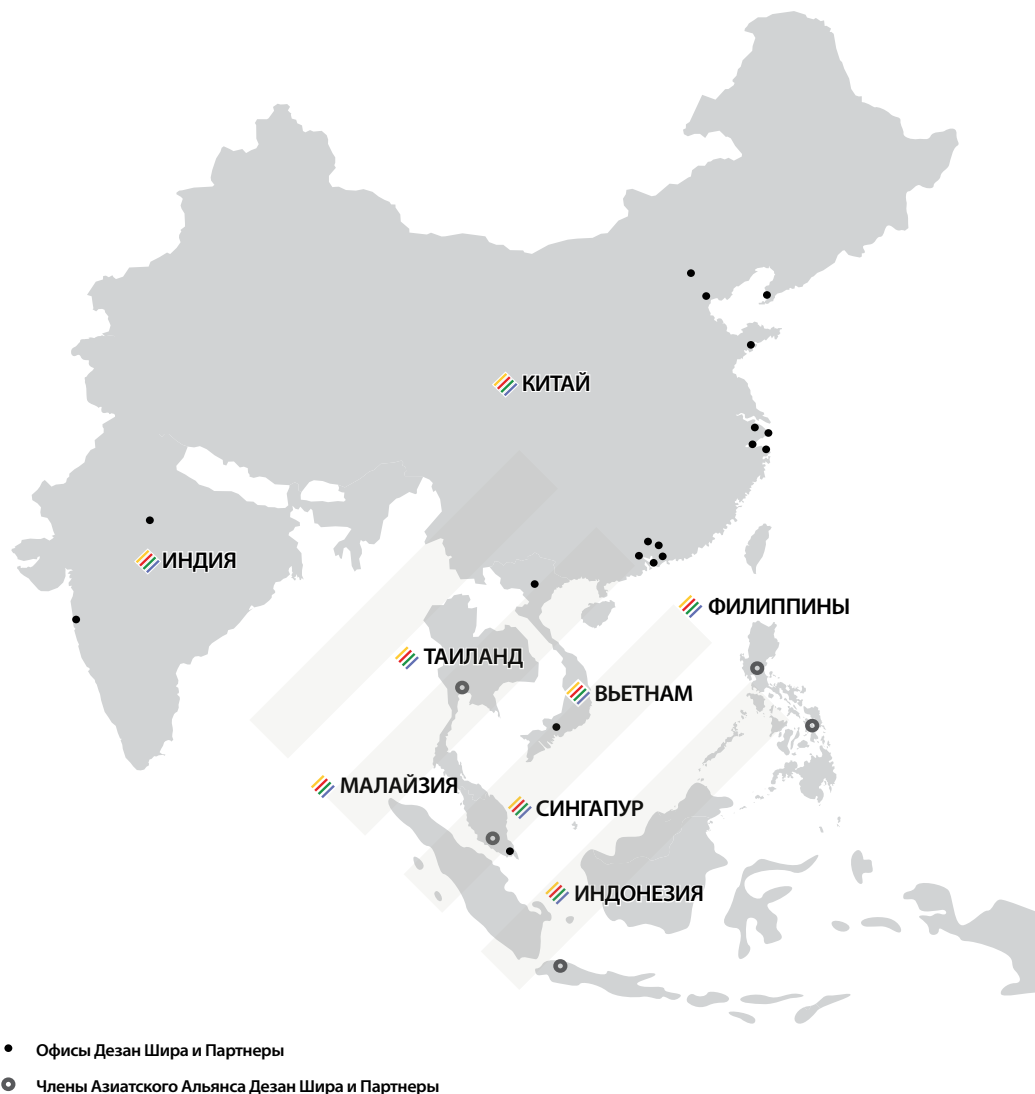 КИТАЙ
ИНДИЯ
ФИЛИППИНЫ
ТАИЛАНД
ВЬЕТНАМ
МАЛАЙЗИЯ
СИНГАПУР
ИНДОНЕЗИЯ
Офисы Дезан Шира и Партнеры
Члены Азиатского Альянса Дезан Шира и Партнеры